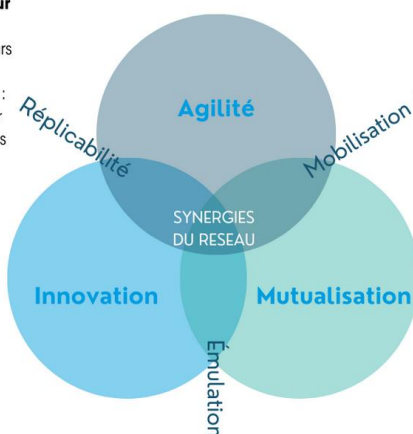 Agilité
Réplicabilité
Mobilisation
SYNERGIES
DU RESEAU
Innovation
Mutualisation
Émulation